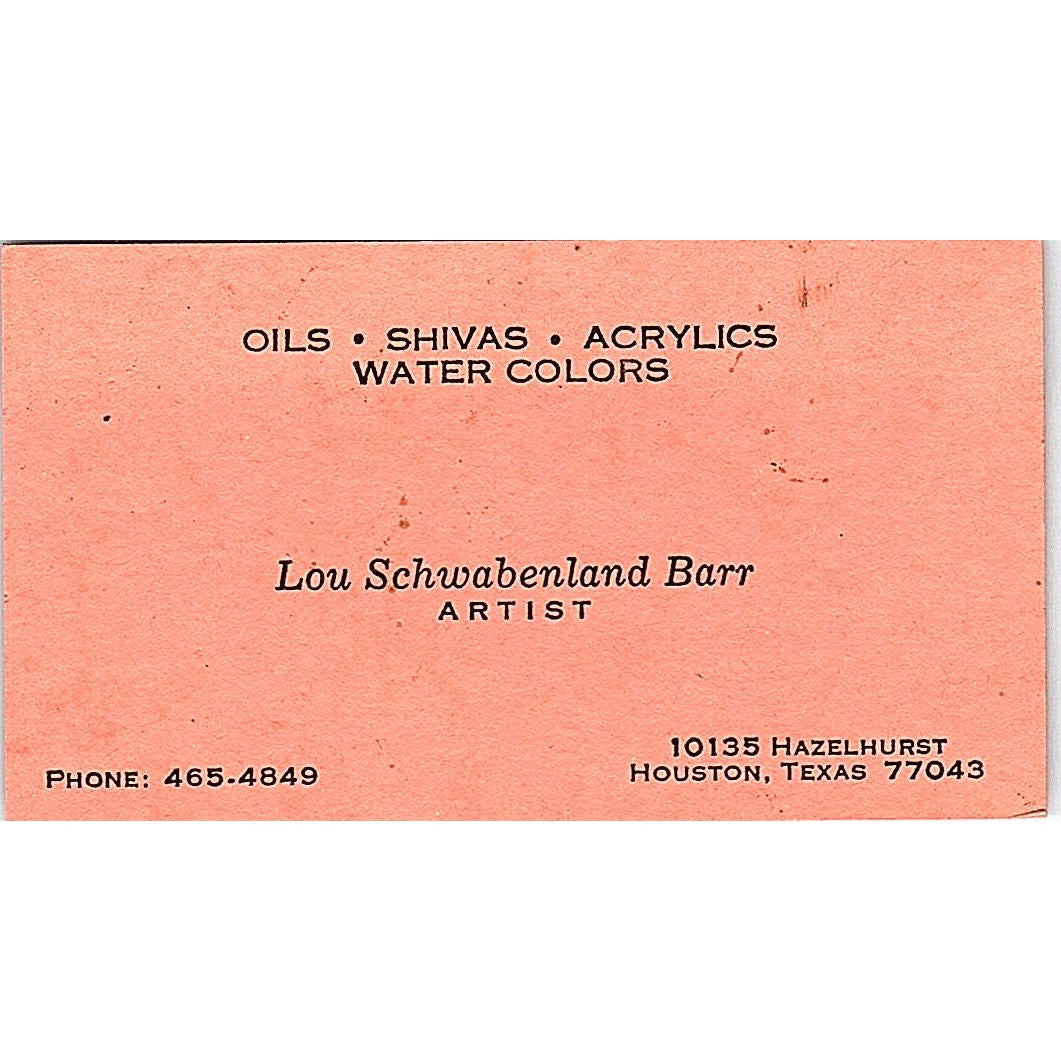 OILS • SHIVAS • ACRYLICS
WATER COLORS
Lou Schwabenland Barr
ARTIST
PHONE: 465-4849
10135 HAZELHURST
HOUSTON, TEXAS 77043